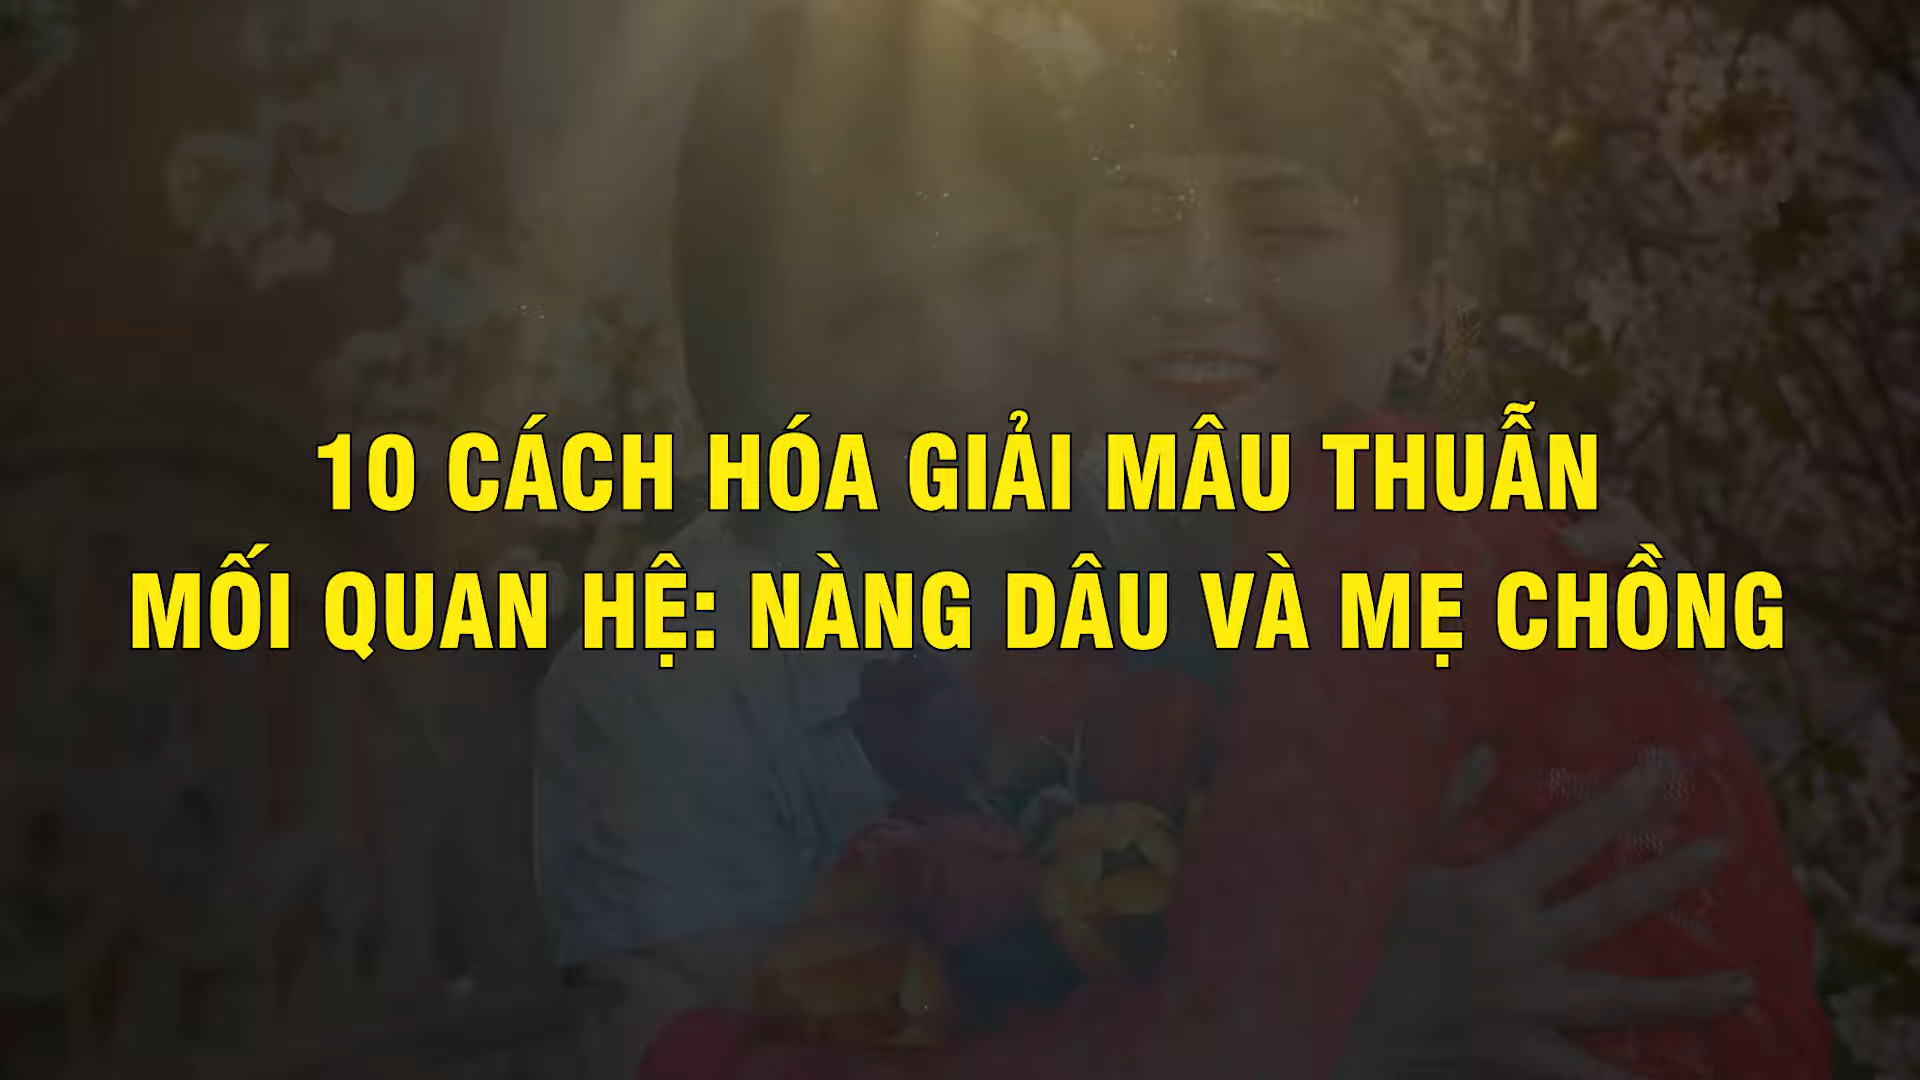 10 CÁCH HÓA GIẢI MÂU THUẪN
MỐI QUAN HỆ: NÀNG DÂU VÀ MẸ CHỒNG